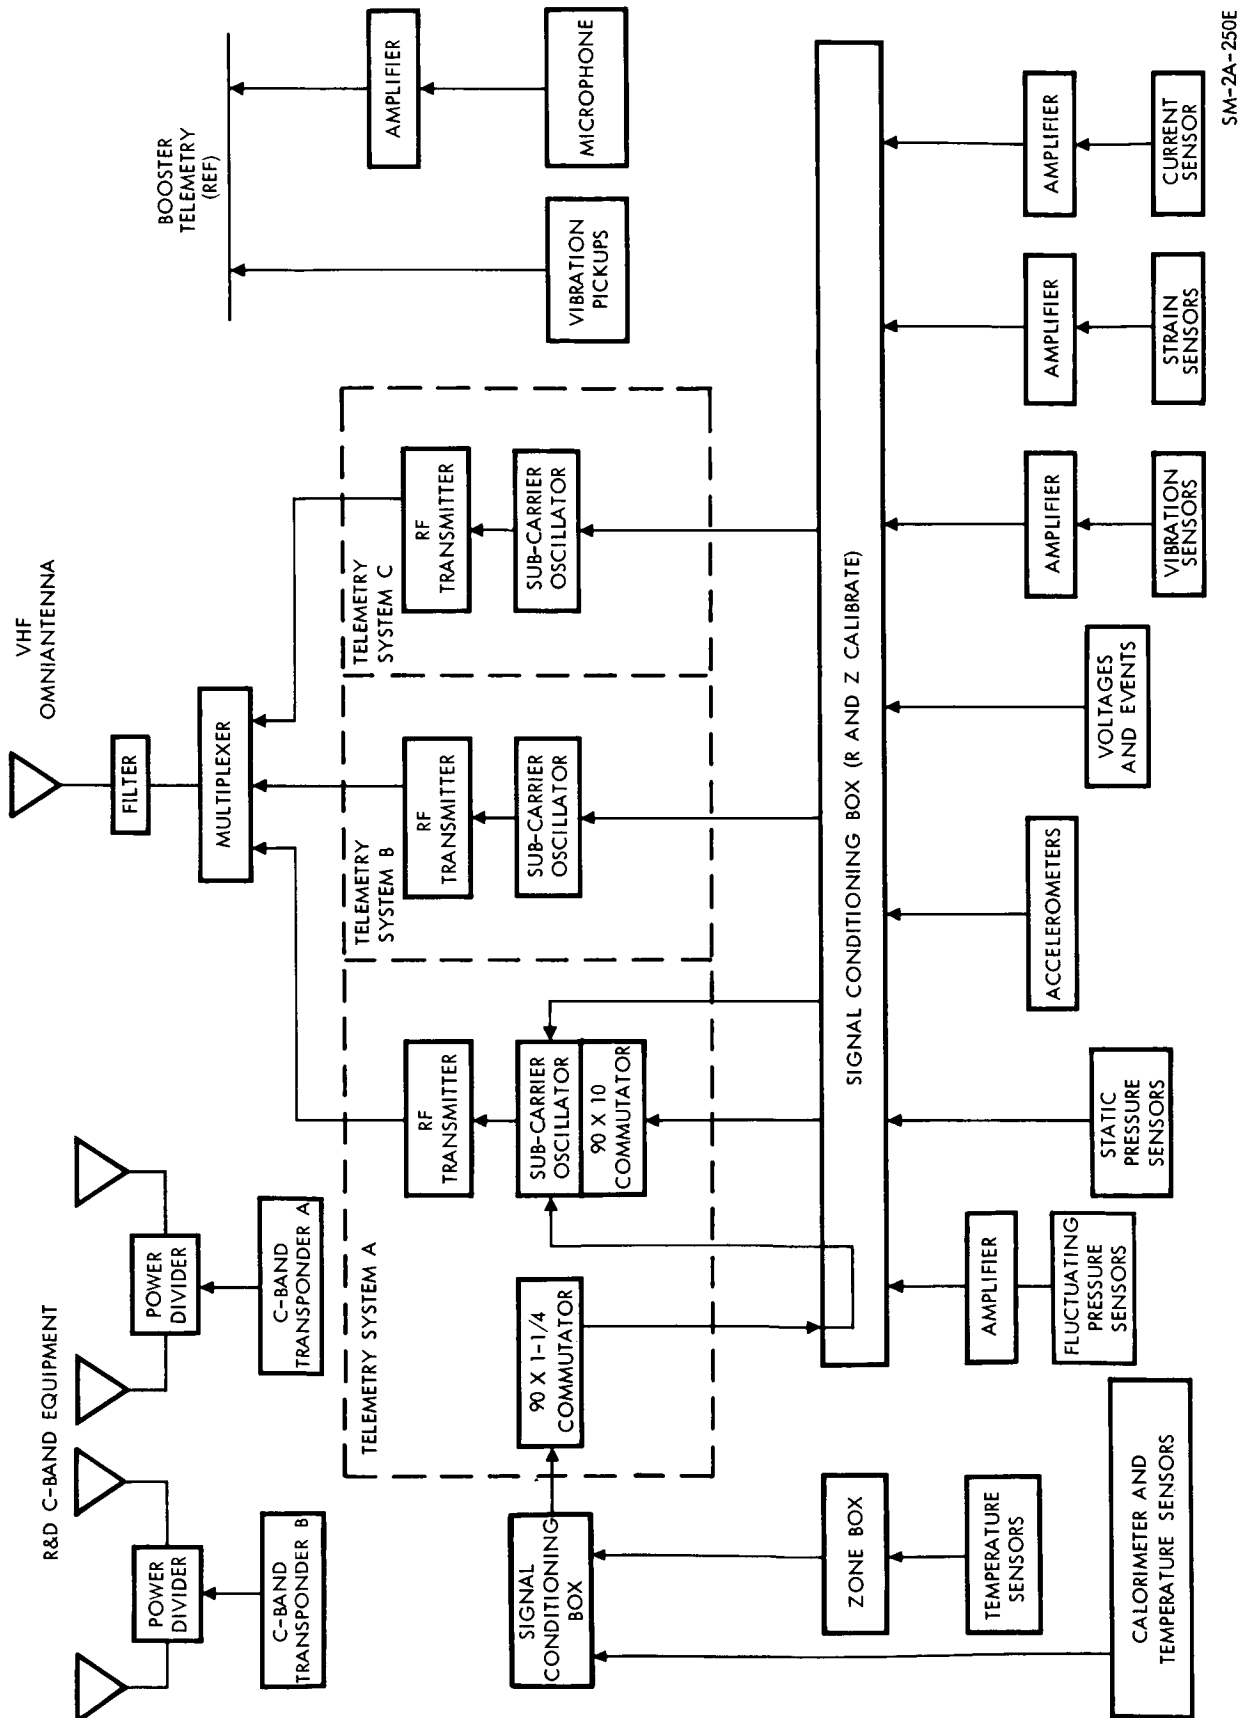 R&D C-BAND EQUIPMENT
VHF
OMNIANTENNA
BOOSTER
TELEMETRY
(REF)
POWER
DIVIDER
POWER
DIVIDER
FILTER
C-BAND
TRANSPONDER B
C-BAND
TRANSPONDER A
MULTIPLEXER
TELEMETRY SYSTEM A
TELEMETRY
SYSTEM B
TELEMETRY
SYSTEM C
AMPLIFIER
RF
TRANSMITTER
RF
TRANSMITTER
RF
TRANSMITTER
SIGNAL
CONDITIONING
BOX
90 X 1-1/4
COMMUTATOR
SUB-CARRIER
OSCILLATOR
90 X 10
COMMUTATOR
SUB-CARRIER
OSCILLATOR
SUB-CARRIER
OSCILLATOR
VIBRATION
PICKUPS
MICROPHONE
ZONE BOX
SIGNAL CONDITIONING BOX (R AND Z CALIBRATE)
TEMPERATURE
SENSORS
AMPLIFIER
ACCELEROMETERS
AMPLIFIER
AMPLIFIER
AMPLIFIER
CALORIMETER AND
TEMPERATURE SENSORS
FLUCTUATING
PRESSURE
SENSORS
STATIC
PRESSURE
SENSORS
VOLTAGES
AND EVENTS
VIBRATION
SENSORS
STRAIN
SENSORS
CURRENT
SENSOR
SM-2A-250E